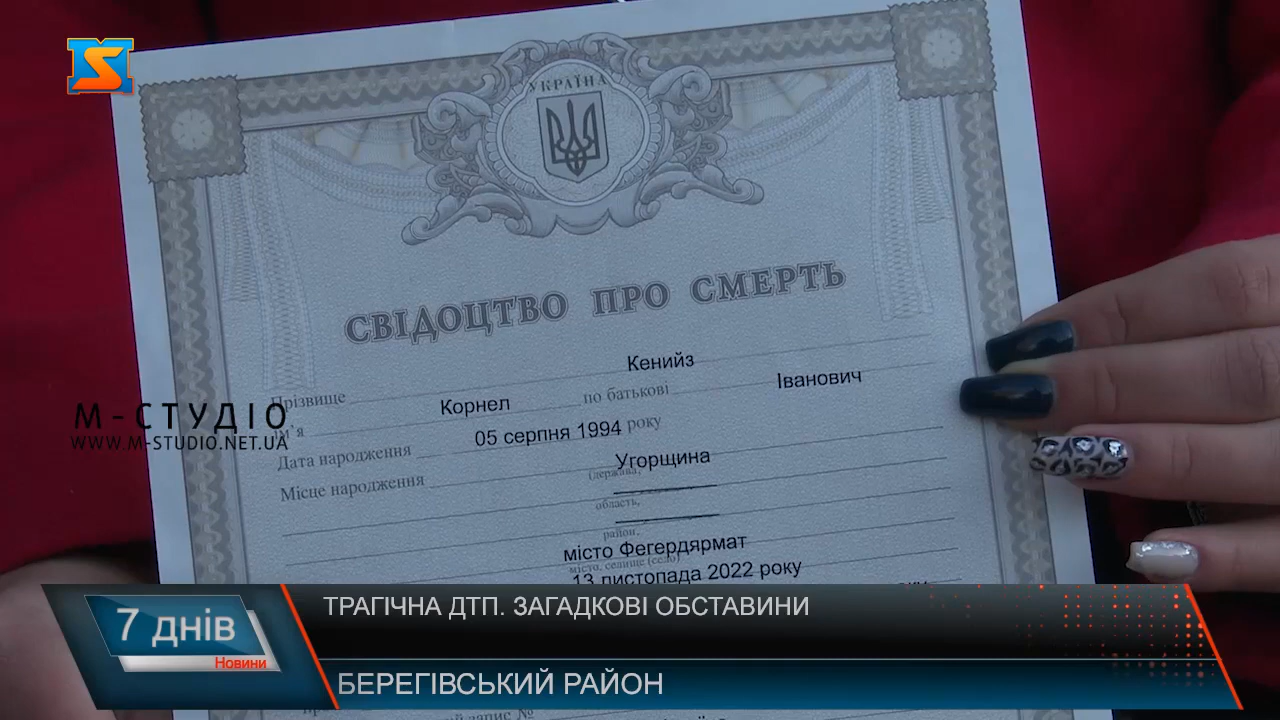 УКРАЇНА
СВІДОЦТВО ПРО СМЕРТЬ
Прізвище Кенийз
ім'я Корнел по батькові Іванович
Дата народження 05 серпня 1994 року
Місце народження Угорщина
(держава,
область,
район,
місто Фегердярмат
місто, селище (село)
13 листопада 2022 року
М-СТУДІО
WWW.M-STUDIO.NET.UA
7 днів
Новини
ТРАГІЧНА ДТП. ЗАГАДКОВІ ОБСТАВИНИ
БЕРЕГІВСЬКИЙ РАЙОН
запис №